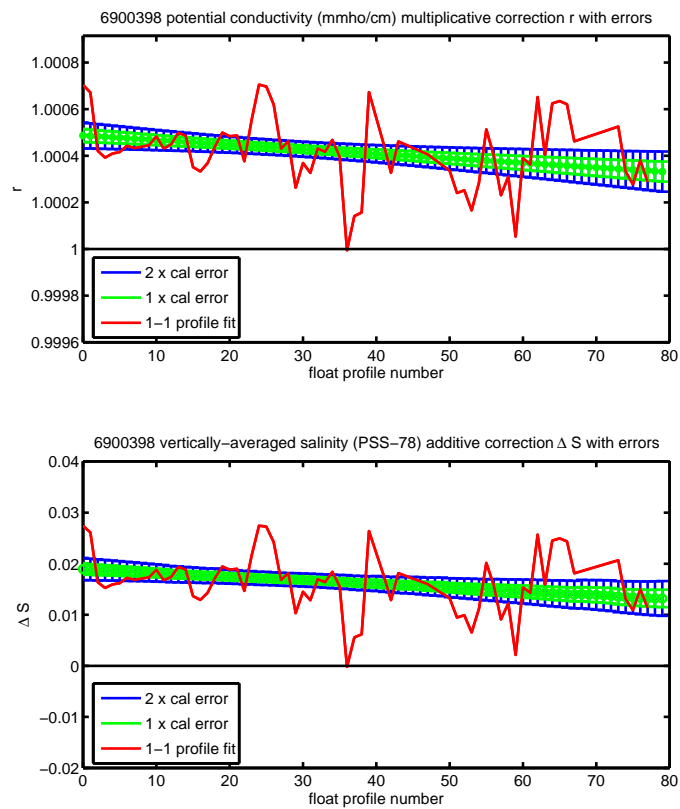 6900398 potential conductivity (mmho/cm) multiplicative correction r with errors
1.001
1.0008
1.0006
1.0004
1.0002
1
0.9998
0.9996
r
2 x cal error
1 x cal error
1−1 profile fit
0 10 20 30 40 50 60 70 80
float profile number
6900398 vertically−averaged salinity (PSS−78) additive correction Δ S with errors
0.04
0.03
0.02
0.01
0
−0.01
−0.02
Δ S
2 x cal error
1 x cal error
1−1 profile fit
0 10 20 30 40 50 60 70 80
float profile number